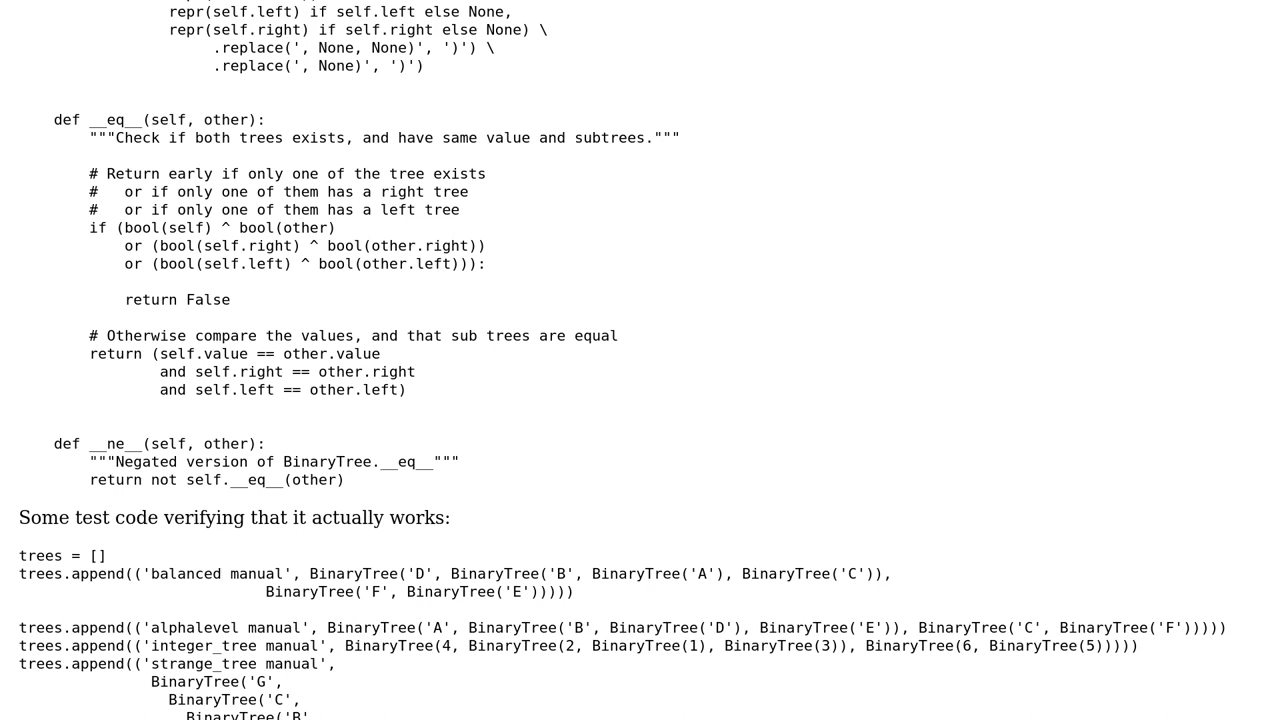 repr(self.left) if self.left else None,
repr(self.right) if self.right else None) \
.replace(', None, None)', ')') \
.replace(', None)', ')')
def __eq__(self, other):
"""Check if both trees exists, and have same value and subtrees."""
# Return early if only one of the tree exists
#   or if only one of them has a right tree
#   or if only one of them has a left tree
if (bool(self) ^ bool(other)
or (bool(self.right) ^ bool(other.right))
or (bool(self.left) ^ bool(other.left))):
return False
# Otherwise compare the values, and that sub trees are equal
return (self.value == other.value
and self.right == other.right
and self.left == other.left)
def __ne__(self, other):
"""Negated version of BinaryTree.__eq__"""
return not self.__eq__(other)
Some test code verifying that it actually works:
trees = []
trees.append(('balanced manual', BinaryTree('D', BinaryTree('B', BinaryTree('A'), BinaryTree('C')),
BinaryTree('F', BinaryTree('E')))))
trees.append(('alphalevel manual', BinaryTree('A', BinaryTree('B', BinaryTree('D'), BinaryTree('E')), BinaryTree('C', BinaryTree('F')))))
trees.append(('integer_tree manual', BinaryTree(4, BinaryTree(2, BinaryTree(1), BinaryTree(3)), BinaryTree(6, BinaryTree(5)))))
trees.append(('strange_tree manual',
BinaryTree('G',
BinaryTree('C',
BinaryTree('B',